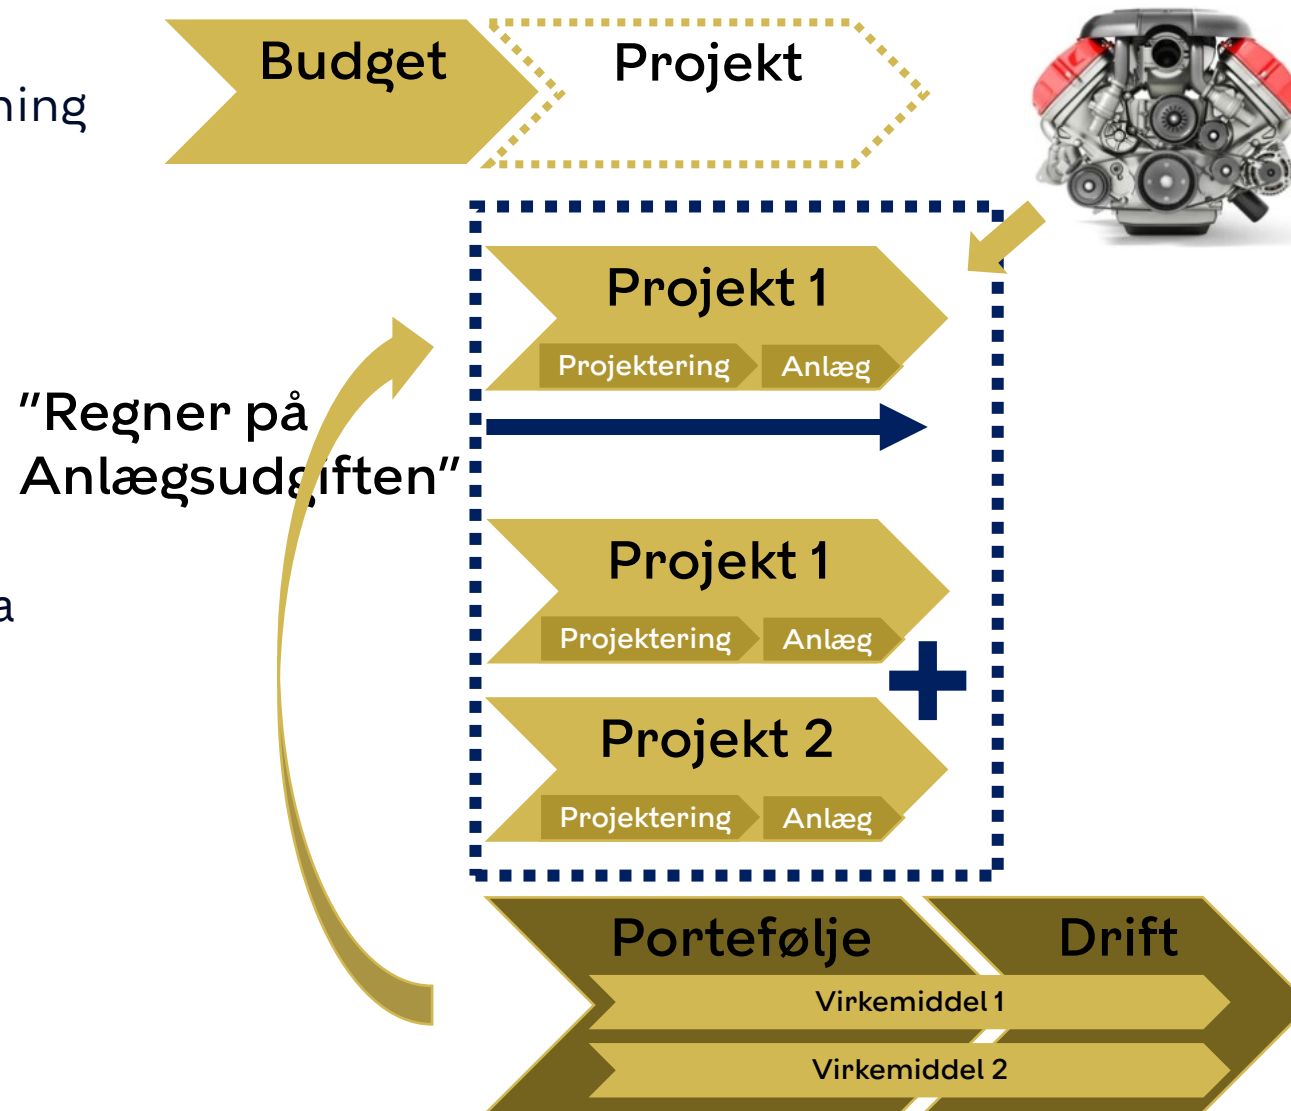 Budget
Projekt
ning
Projekt 1
Projektering
Anlæg
"Regner på
Anlægsudgiften"
Projekt 1
a
Projektering
Anlæg
Projekt 2
Projektering
Anlæg
Portefølje
Drift
Virkemiddel 1
Virkemiddel 2